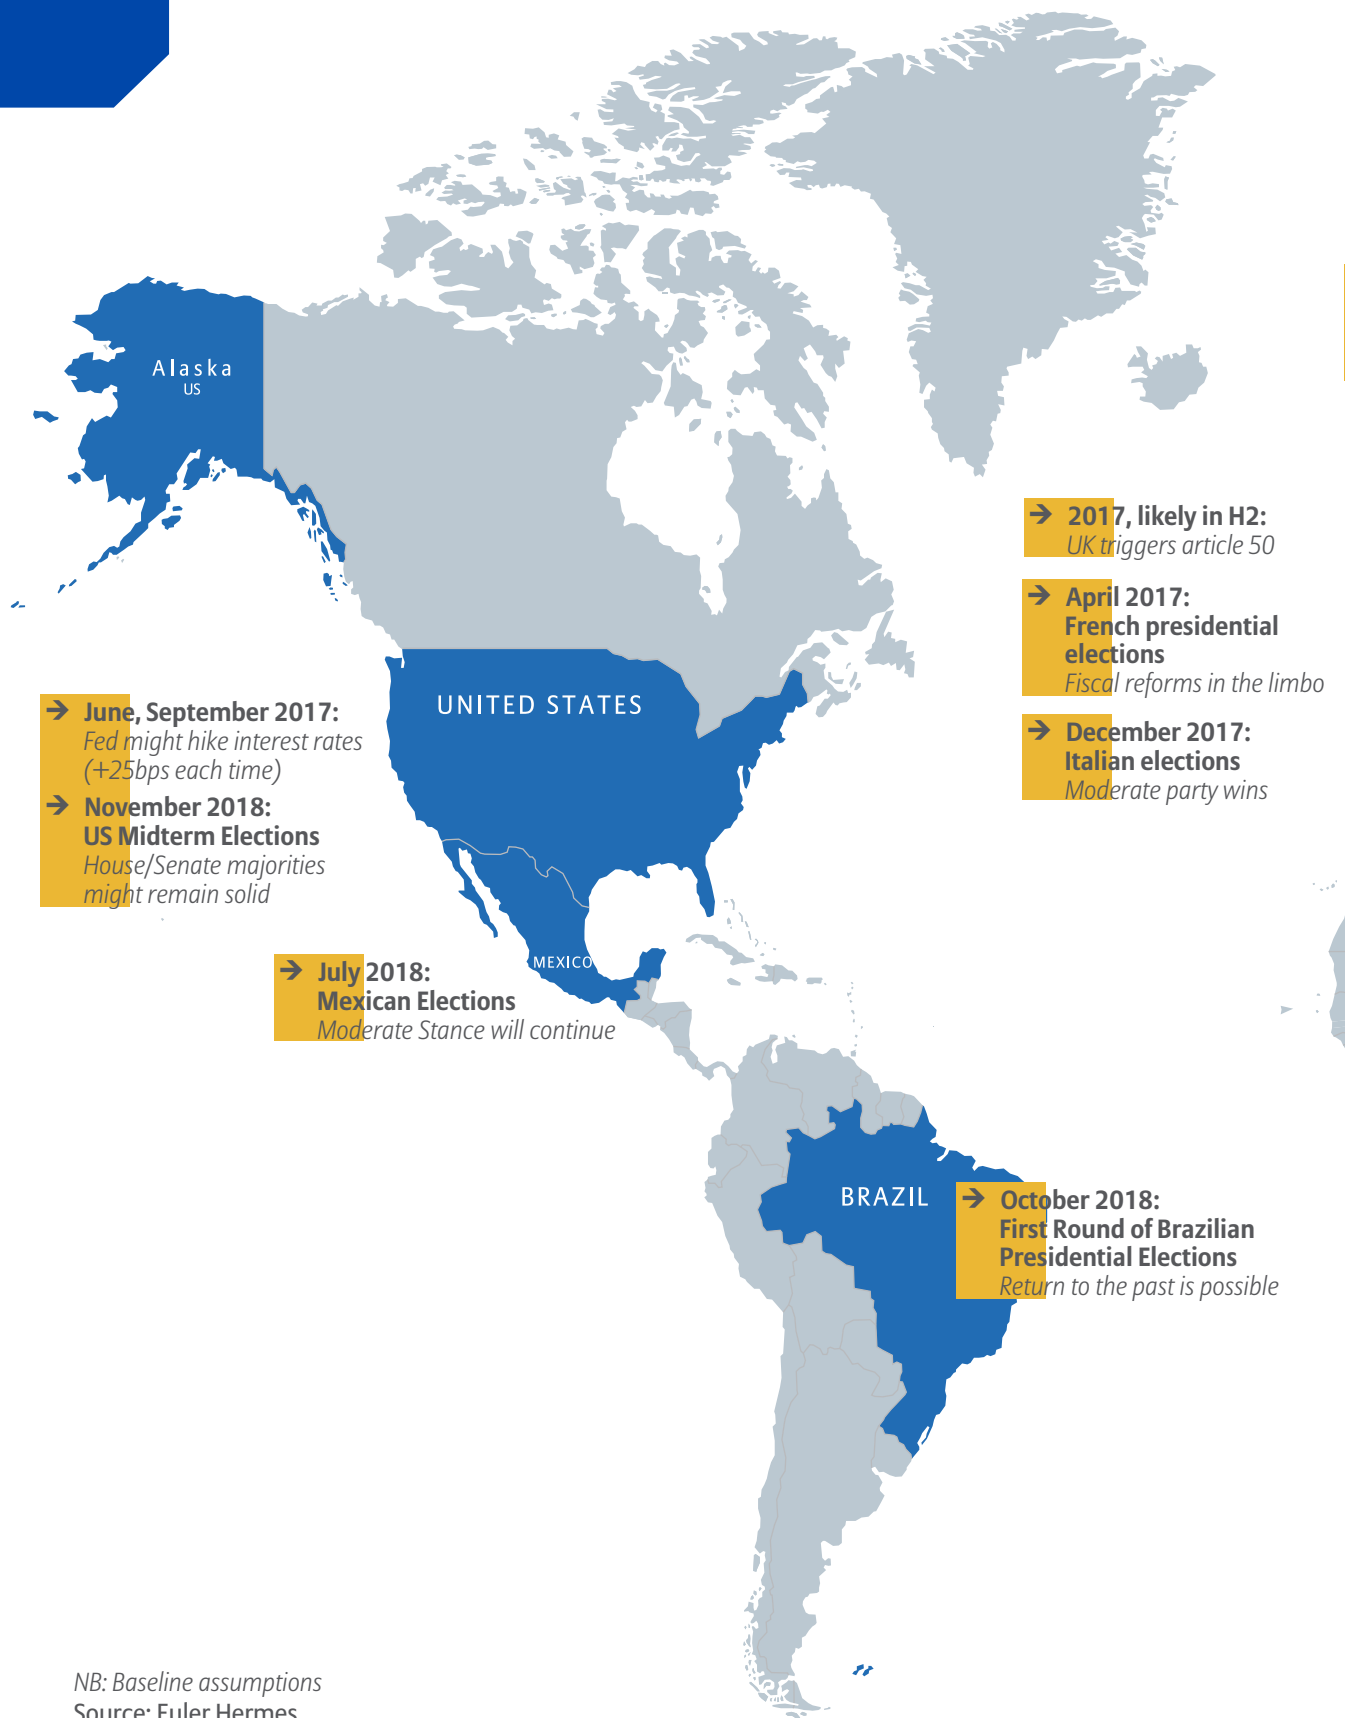 Alaska
US
→ 2017, likely in H2:
UK triggers article 50
→ April 2017:
French presidential
elections
Fiscal reforms in the limbo
UNITED STATES
→ June, September 2017:
Fed might hike interest rates
(+25bps each time)
→ November 2018:
US Midterm Elections
House/Senate majorities
might remain solid
→ December 2017:
Italian elections
Moderate party wins
MEXICO
→ July 2018:
Mexican Elections
Moderate Stance will continue
BRAZIL
→ October 2018:
First Round of Brazilian
Presidential Elections
Return to the past is possible
NB: Baseline assumptions
Source: Euler Hermes